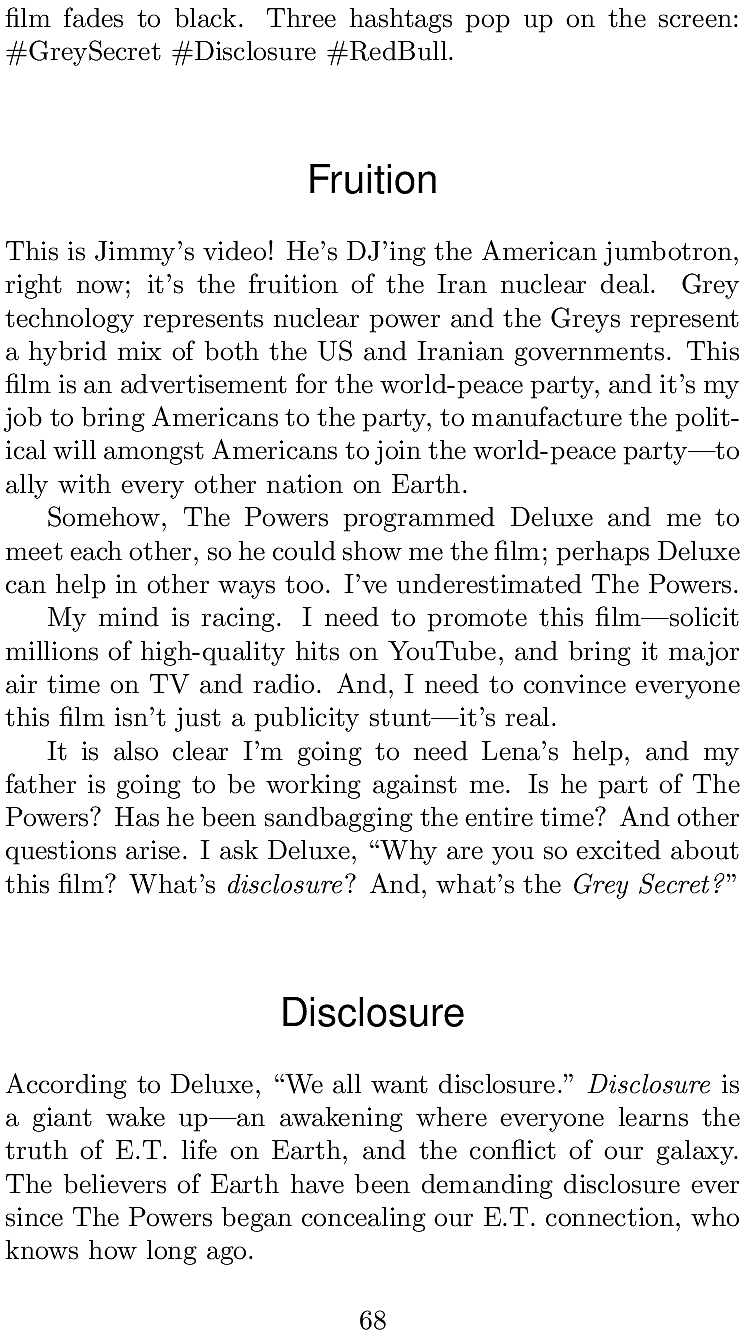 film fades to black. Three hashtags pop up on the screen:
#GreySecret #Disclosure #RedBull.
Fruition
This is Jimmy's video! He's DJ'ing the American jumbotron,
right now; it's the fruition of the Iran nuclear deal. Grey
technology represents nuclear power and the Greys represent
a hybrid mix of both the US and Iranian governments. This
film is an advertisement for the world-peace party, and it's my
job to bring Americans to the party, to manufacture the polit-
ical will amongst Americans to join the world-peace party—to
ally with every other nation on Earth.
Somehow, The Powers programmed Deluxe and me to
meet each other, so he could show me the film; perhaps Deluxe
can help in other ways too. I've underestimated The Powers.
My mind is racing. I need to promote this film—solicit
millions of high-quality hits on YouTube, and bring it major
air time on TV and radio. And, I need to convince everyone
this film isn't just a publicity stunt—it's real.
It is also clear I'm going to need Lena's help, and my
father is going to be working against me. Is he part of The
Powers? Has he been sandbagging the entire time? And other
questions arise. I ask Deluxe, “Why are you so excited about
this film? What's disclosure? And, what's the Grey Secret?”
Disclosure
According to Deluxe, “We all want disclosure.” Disclosure is
a giant wake up—an awakening where everyone learns the
truth of E.T. life on Earth, and the conflict of our galaxy.
The believers of Earth have been demanding disclosure ever
since The Powers began concealing our E.T. connection, who
knows how long ago.
68